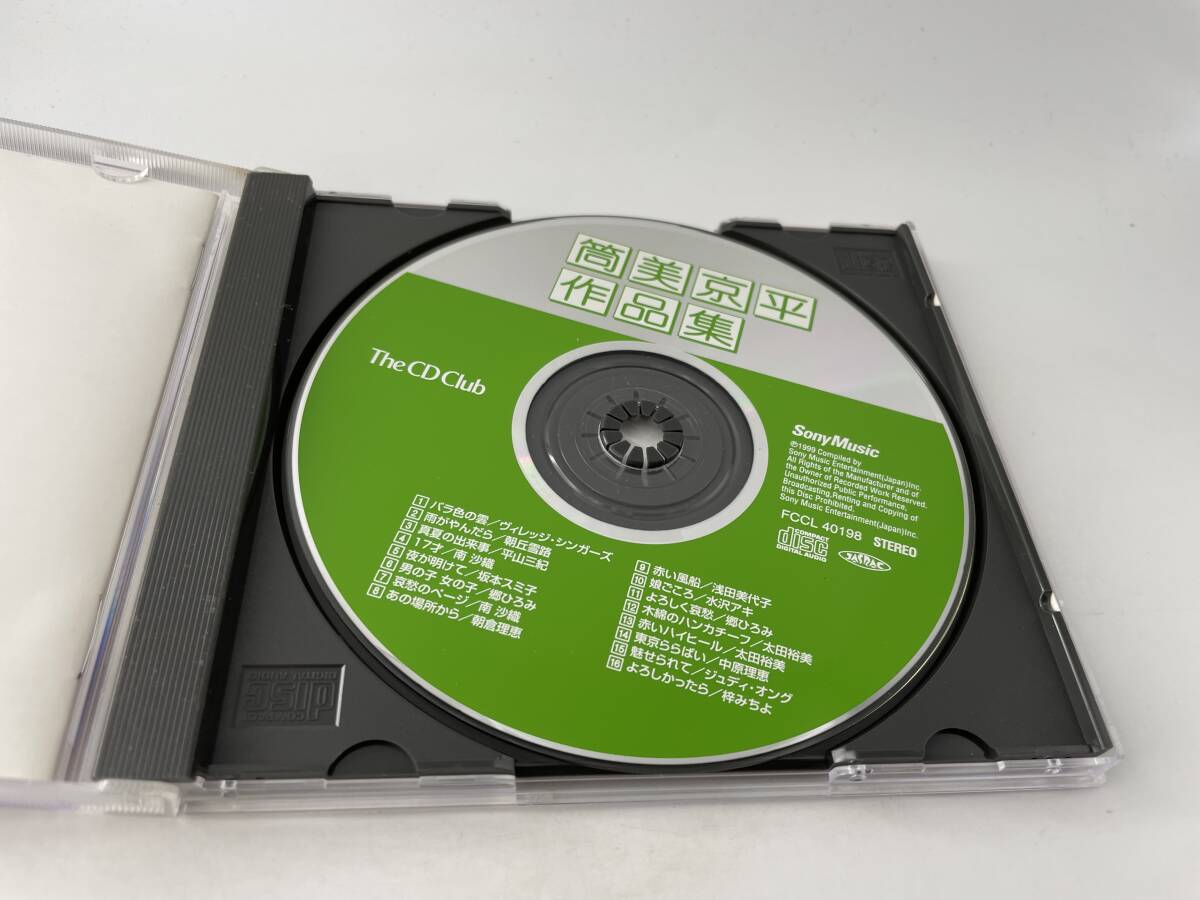 筒美京平
作品集
The CD Club
SonyMusic
℗1999 Compiled by
Sony Music Entertainment(Japan)Inc.
All Rights of the Manufacturer and of
the Owner of Recorded Work Reserved.
Unauthorized Public Performance,
Broadcasting,Renting and Copying of
this Disc Prohibited.
Sony Music Entertainment(Japan)Inc.
FCCL 40198
COMPACT
disc
DIGITAL AUDIO
STEREO
JASRAC
1 バラ色の雲/ヴィレッジ・シンガーズ
2 雨がやんだら/朝丘雪路
3 真夏の出来事/平山三紀
4 17才/南 沙織
5 夜が明けて/坂本スミ子
6 男の子 女の子/郷ひろみ
7 哀愁のページ/南 沙織
8 あの場所から/朝倉理恵
9 赤い風船/浅田美代子
10 娘ごころ/水沢アキ
11 よろしく哀愁/郷ひろみ
12 木綿のハンカチーフ/太田裕美
13 赤いハイヒール/太田裕美
14 東京ららばい/中原理恵
15 魅せられて/ジュディ・オング
16 よろしかったら/梓みちよ
COMPACT
disc
DIGITAL AUDIO